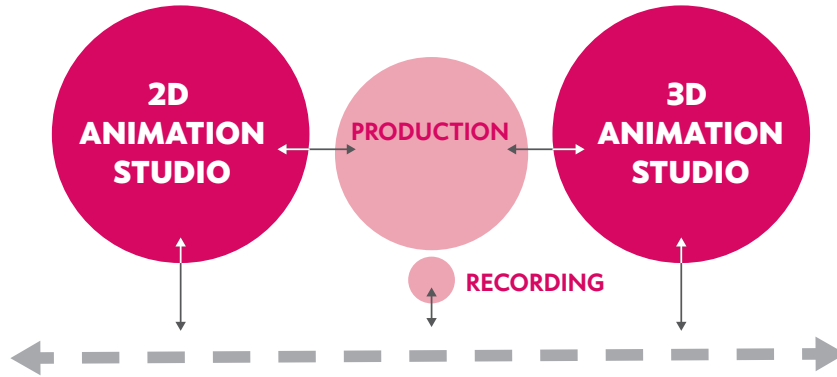 2D
ANIMATION
STUDIO
PRODUCTION
3D
ANIMATION
STUDIO
RECORDING